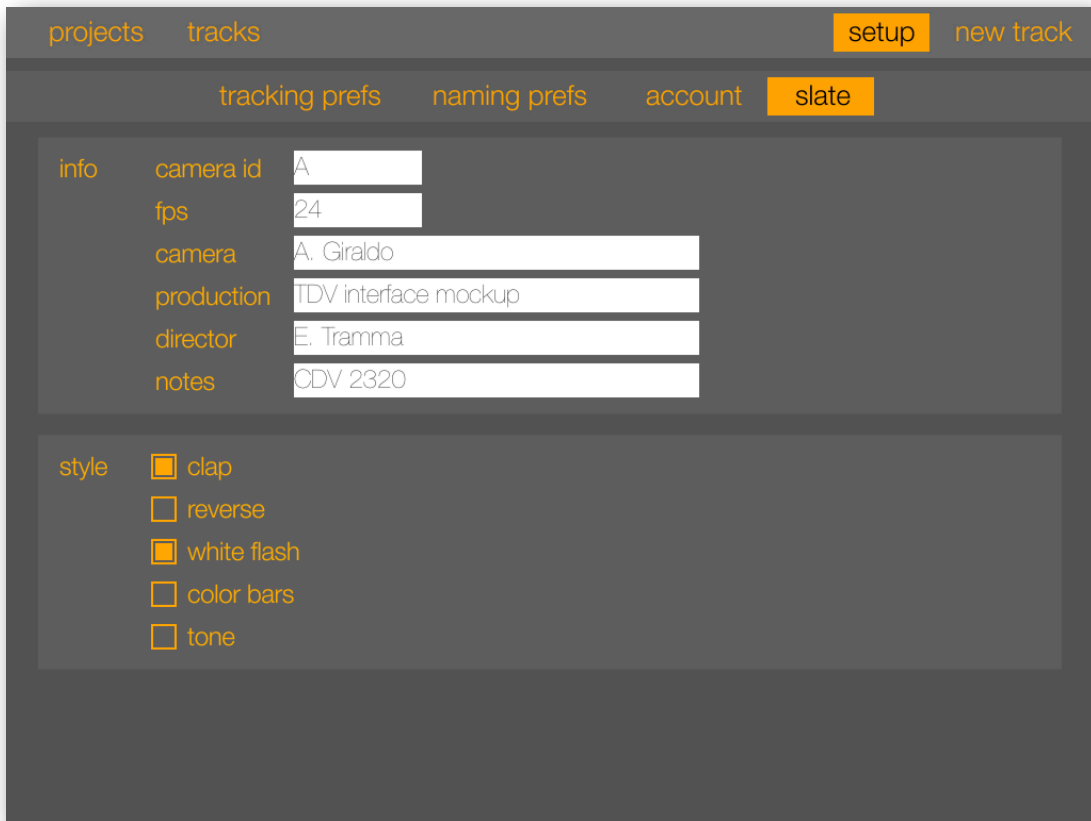 projects tracks setup new track
tracking prefs naming prefs account slate
info camera id A
fps 24
camera A. Giraldo
production TDV interface mockup
director E. Tramma
notes CDV 2320
style clap
reverse
white flash
color bars
tone